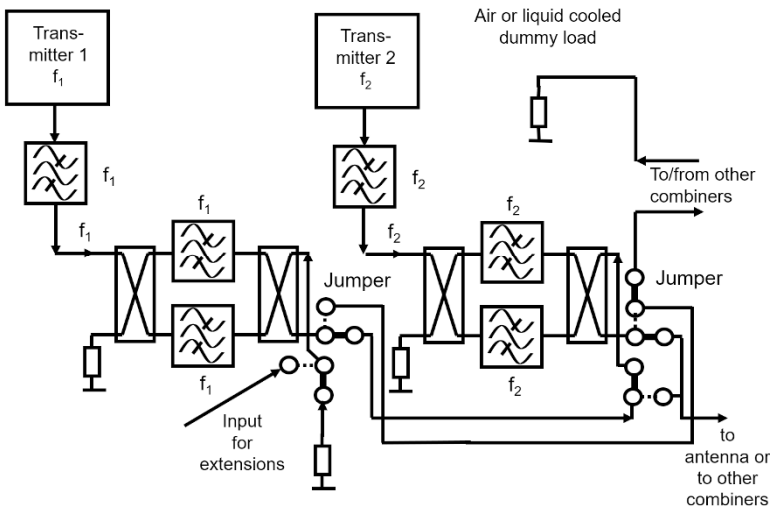 Trans-
mitter 1
f₁
Trans-
mitter 2
f₂
Air or liquid cooled
dummy load
f₁
f₂
To/from other
combiners
f₁
f₁
f₂
f₂
Jumper
Jumper
f₁
f₂
Input
for
extensions
to
antenna or
to other
combiners